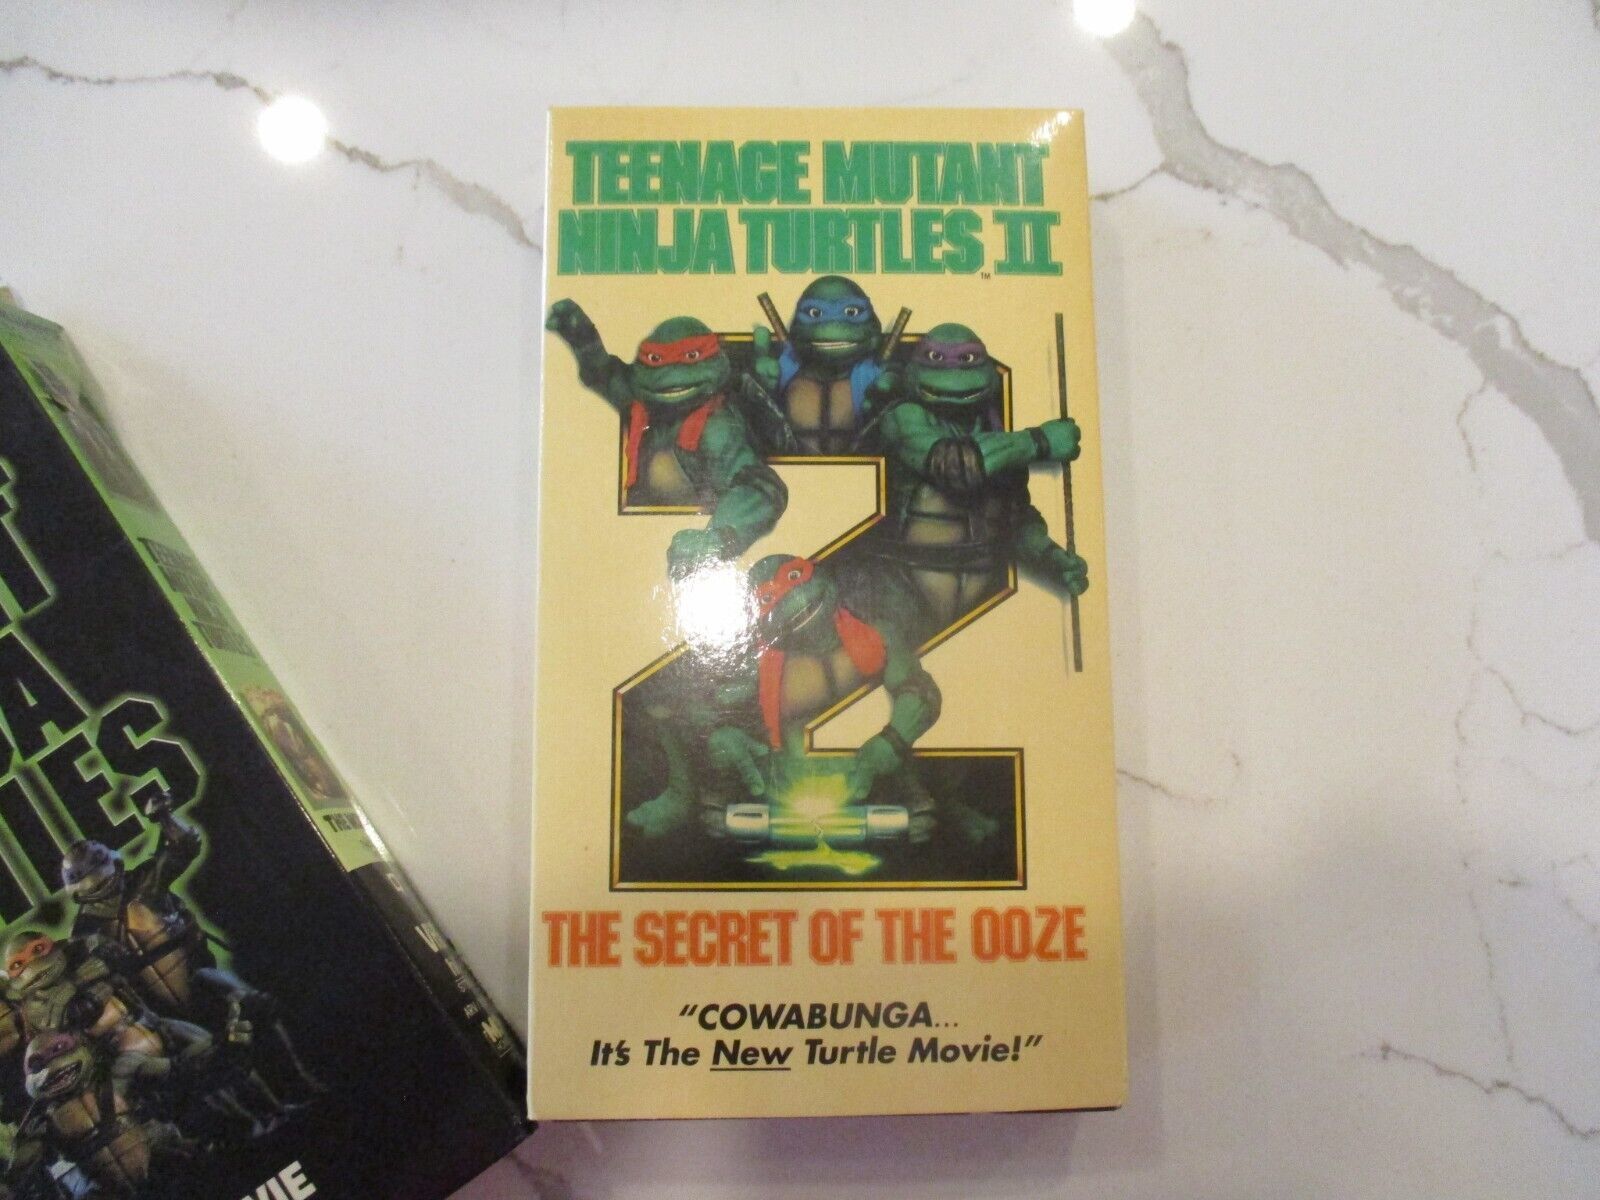 TEENAGE MUTANT
NINJA TURTLES II
TM
THE SECRET OF THE OOZE
"COWABUNGA...
It's The New Turtle Movie!"